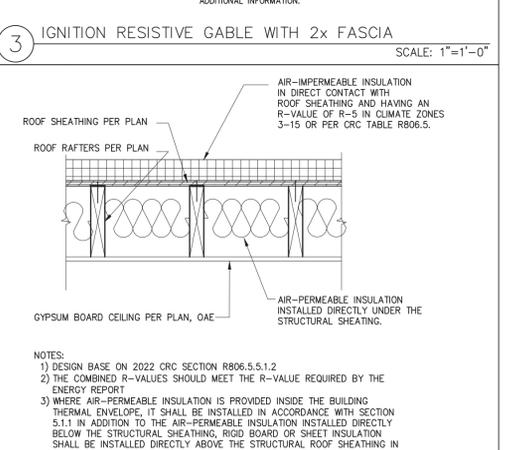 ADDITIONAL INFORMATION.
3 IGNITION RESISTIVE GABLE WITH 2x FASCIA
SCALE: 1"=1'-0"
AIR-IMPERMEABLE INSULATION
IN DIRECT CONTACT WITH
ROOF SHEATHING AND HAVING AN
R-VALUE OF R-5 IN CLIMATE ZONES
3-15 OR PER CRC TABLE R806.5.
ROOF SHEATHING PER PLAN
ROOF RAFTERS PER PLAN
AIR-PERMEABLE INSULATION
INSTALLED DIRECTLY UNDER THE
STRUCTURAL SHEATING.
GYPSUM BOARD CEILING PER PLAN, OAE
NOTES:
1) DESIGN BASE ON 2022 CRC SECTION R806.5.5.1.2
2) THE COMBINED R-VALUES SHOULD MEET THE R-VALUE REQUIRED BY THE
ENERGY REPORT
3) WHERE AIR-PERMEABLE INSULATION IS PROVIDED INSIDE THE BUILDING
THERMAL ENVELOPE, IT SHALL BE INSTALLED IN ACCORDANCE WITH SECTION
5.1.1 IN ADDITION TO THE AIR-PERMEABLE INSULATION INSTALLED DIRECTLY
BELOW THE STRUCTURAL SHEATHING, RIGID BOARD OR SHEET INSULATION
SHALL BE INSTALLED DIRECTLY ABOVE THE STRUCTURAL ROOF SHEATHING IN